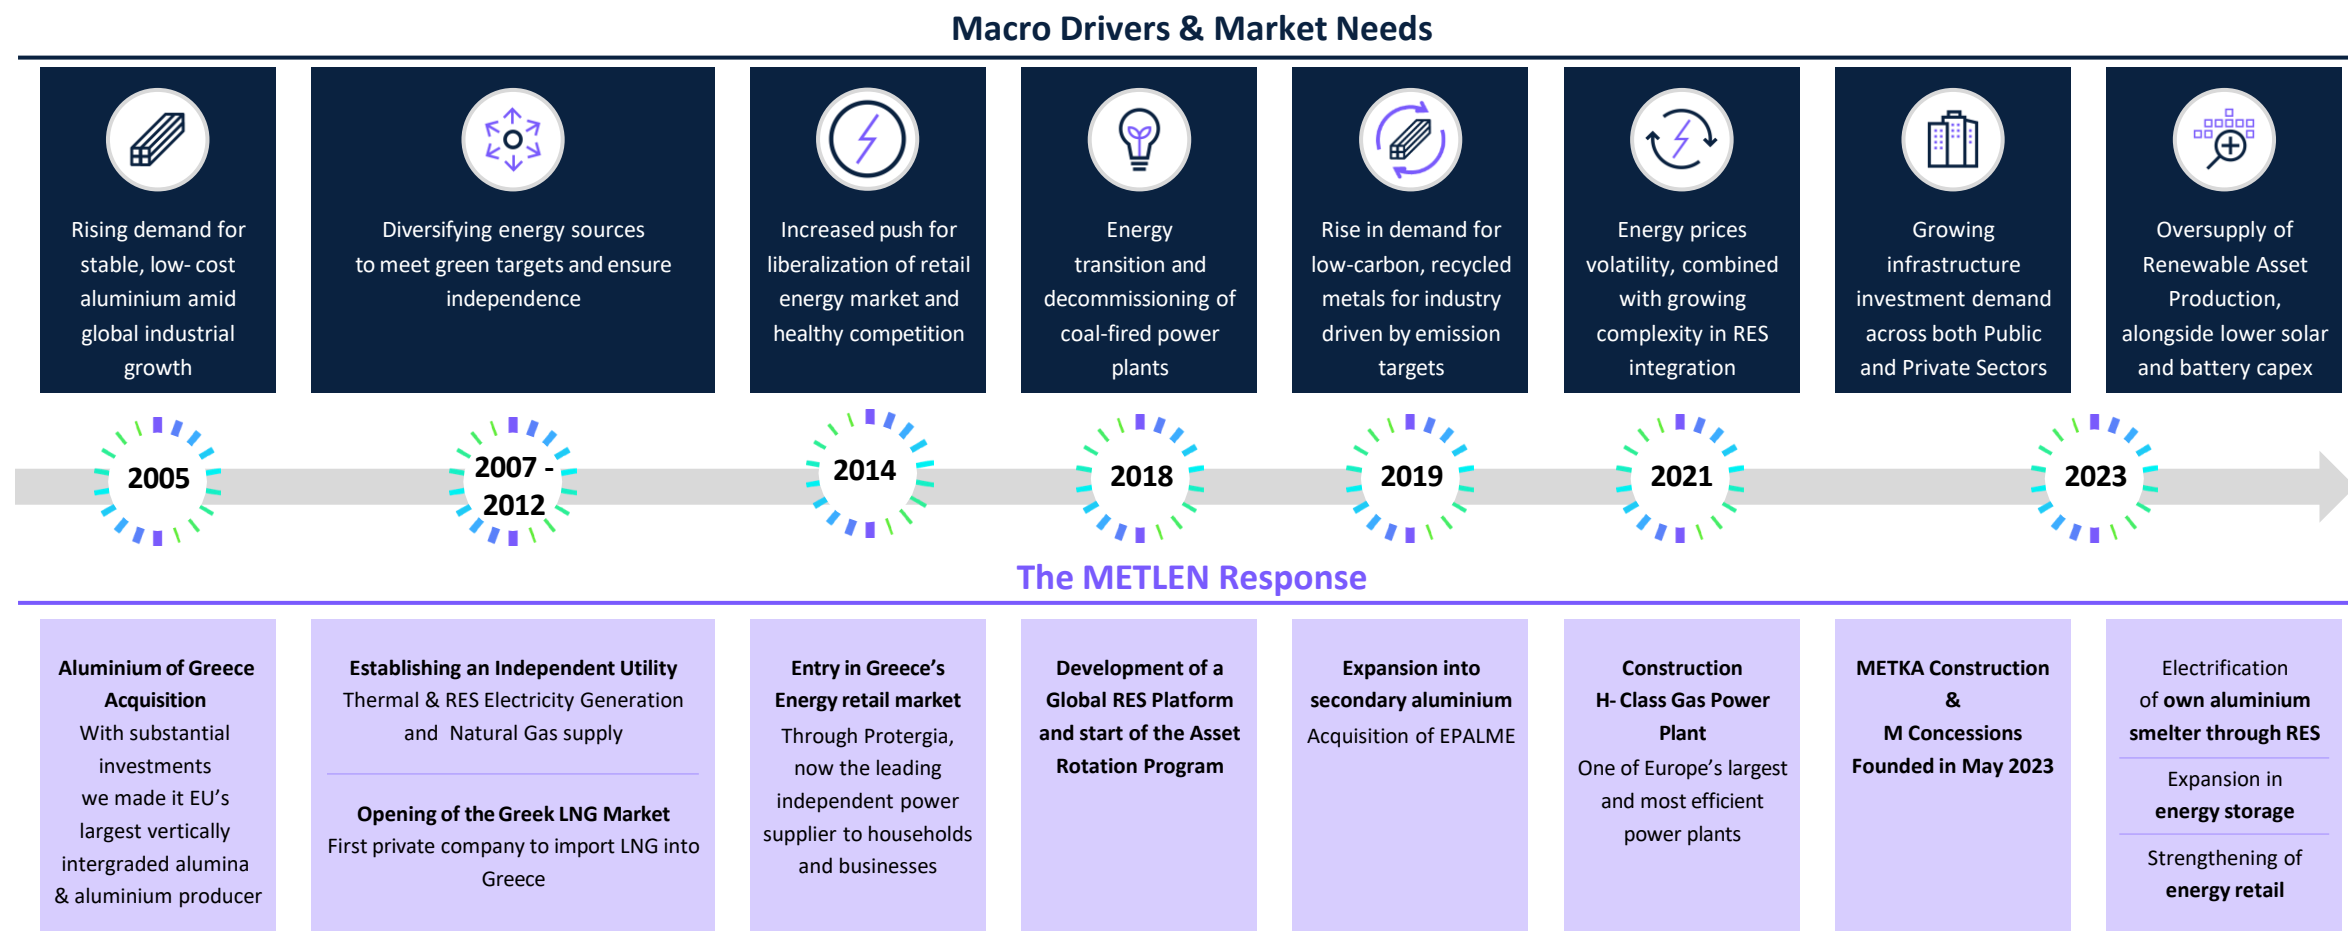 Macro Drivers & Market Needs
Rising demand for
stable, low- cost
aluminium amid
global industrial
growth
Diversifying energy sources
to meet green targets and ensure
independence
Increased push for
liberalization of retail
energy market and
healthy competition
Energy
transition and
decommissioning of
coal-fired power
plants
Rise in demand for
low-carbon, recycled
metals for industry
driven by emission
targets
Energy prices
volatility, combined
with growing
complexity in RES
integration
Growing
infrastructure
investment demand
across both Public
and Private Sectors
Oversupply of
Renewable Asset
Production,
alongside lower solar
and battery capex
2005
2007 -
2012
2014
2018
2019
2021
2023
The METLEN Response
Aluminium of Greece
Acquisition
With substantial
investments
we made it EU's
largest vertically
intergraded alumina
& aluminium producer
Establishing an Independent Utility
Thermal & RES Electricity Generation
and Natural Gas supply
Opening of the Greek LNG Market
First private company to import LNG into
Greece
Entry in Greece's
Energy retail market
Through Protergia,
now the leading
independent power
supplier to households
and businesses
Development of a
Global RES Platform
and start of the Asset
Rotation Program
Expansion into
secondary aluminium
Acquisition of EPALME
Construction
H- Class Gas Power
Plant
One of Europe's largest
and most efficient
power plants
METKA Construction
&
M Concessions
Founded in May 2023
Electrification
of own aluminium
smelter through RES
Expansion in
energy storage
Strengthening of
energy retail